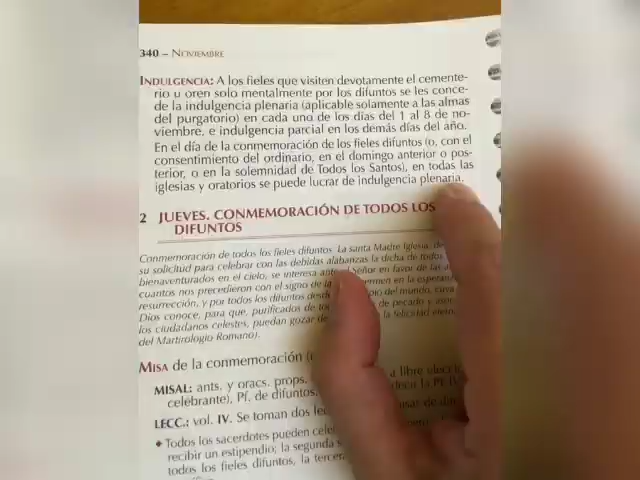 340 – NOVIEMBRE
INDULGENCIA: A los fieles que visiten devotamente el cemente-
rio u oren solo mentalmente por los difuntos se les conce-
de la indulgencia plenaria (aplicable solamente a las almas
del purgatorio) en cada uno de los días del 1 al 8 de no-
viembre, e indulgencia parcial en los demás días del año.
En el día de la conmemoración de los fieles difuntos (o, con el
consentimiento del ordinario, en el domingo anterior o pos-
terior, o en la solemnidad de Todos los Santos), en todas las
iglesias y oratorios se puede lucrar de indulgencia plenaria.
2 JUEVES. CONMEMORACIÓN DE TODOS LOS
DIFUNTOS
Conmemoración de todos los fieles difuntos. La santa Madre Iglesia,
su solicitud para celebrar con las debidas alabanzas la dicha de todos
bienaventurados en el cielo, se interesa ante Señor en favor de las
cuantos nos precedieron con el signo de la en la esperanza
resurrección, y por todos los difuntos del mundo, cuya
Dios conoce, para que, purificados de de pecado y
los ciudadanos celestes, puedan gozar de la felicidad
del Martirologio Romano).
MISA de la conmemoración
MISAL: ants. y oracs. props. libre
celebrante), Pf. de difuntos.
LECC.: vol. IV. Se toman dos
◆ Todos los sacerdotes pueden
recibir un estipendio; la segunda
todos los fieles difuntos, la